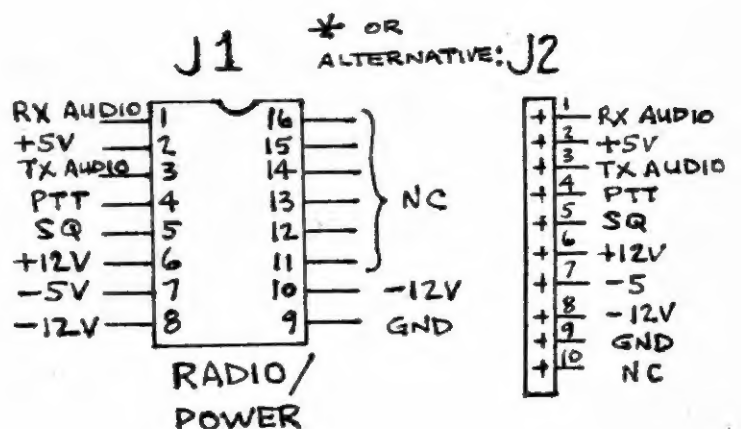 J1
* OR
ALTERNATIVE: J2
RX AUDIO 1
+5V 2
TX AUDIO 3
PTT 4
SQ 5
+12V 6
-5V 7
-12V 8
16
15
14
13
12
11
NC
10 -12V
9 GND
RADIO/
POWER
1 RX AUDIO
2 +5V
3 TX AUDIO
4 PTT
5 SQ
6 +12V
7 -5
8 -12V
9 GND
10 NC